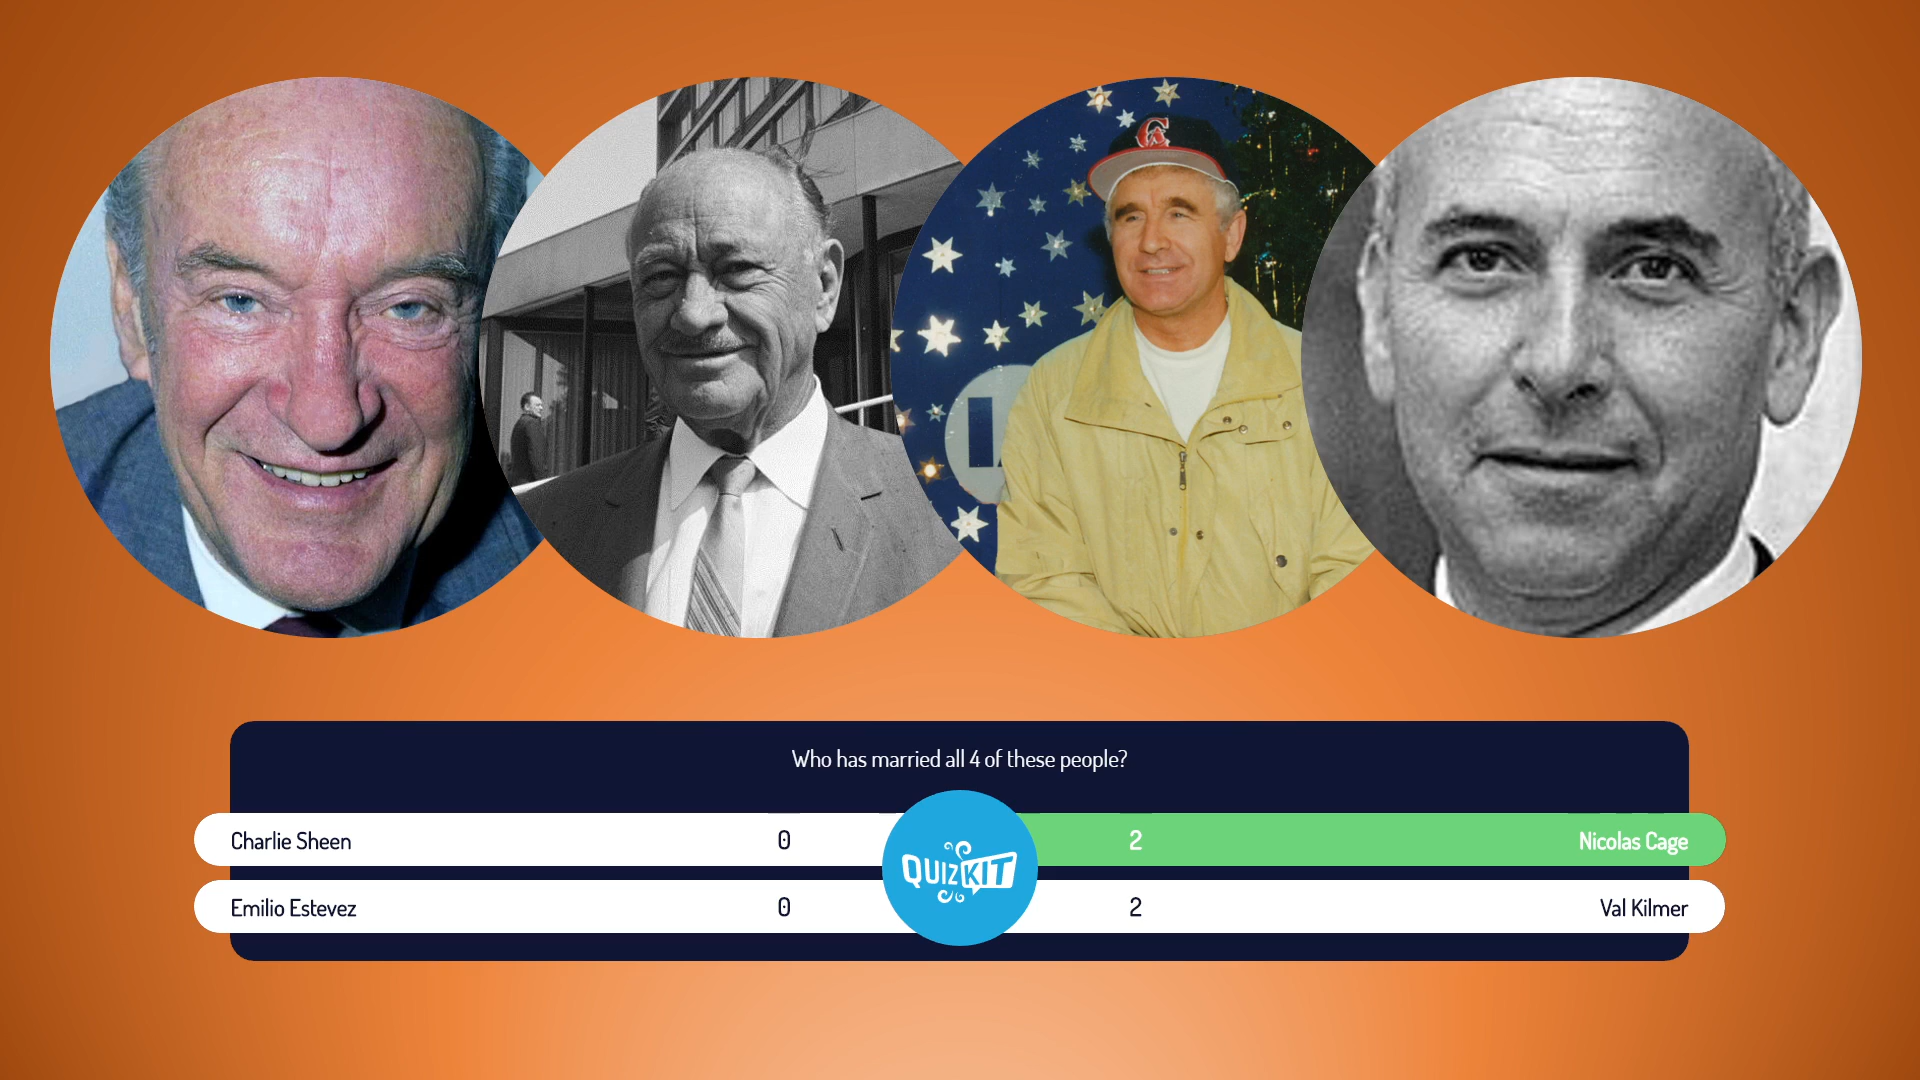 Who has married all 4 of these people?
Charlie Sheen 0 2 Nicolas Cage
QUIZKIT
Emilio Estevez 0 2 Val Kilmer